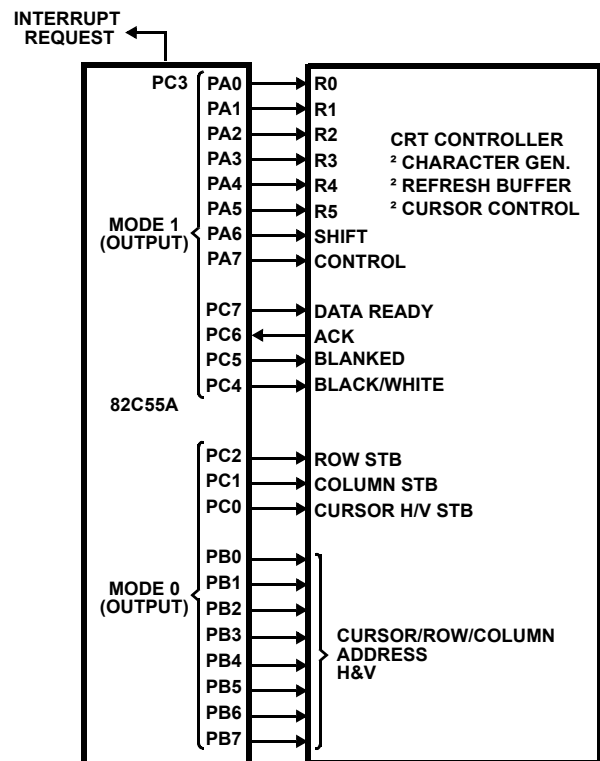 INTERRUPT
REQUEST
PC3 PA0 R0
PA1 R1
PA2 R2
PA3 R3
PA4 R4
PA5 R5
PA6 SHIFT
PA7 CONTROL
CRT CONTROLLER
² CHARACTER GEN.
² REFRESH BUFFER
² CURSOR CONTROL
MODE 1
(OUTPUT)
PC7 DATA READY
PC6 ACK
PC5 BLANKED
PC4 BLACK/WHITE
82C55A
PC2 ROW STB
PC1 COLUMN STB
PC0 CURSOR H/V STB
MODE 0
(OUTPUT)
PB0
PB1
PB2
PB3
PB4
PB5
PB6
PB7
CURSOR/ROW/COLUMN
ADDRESS
H&V